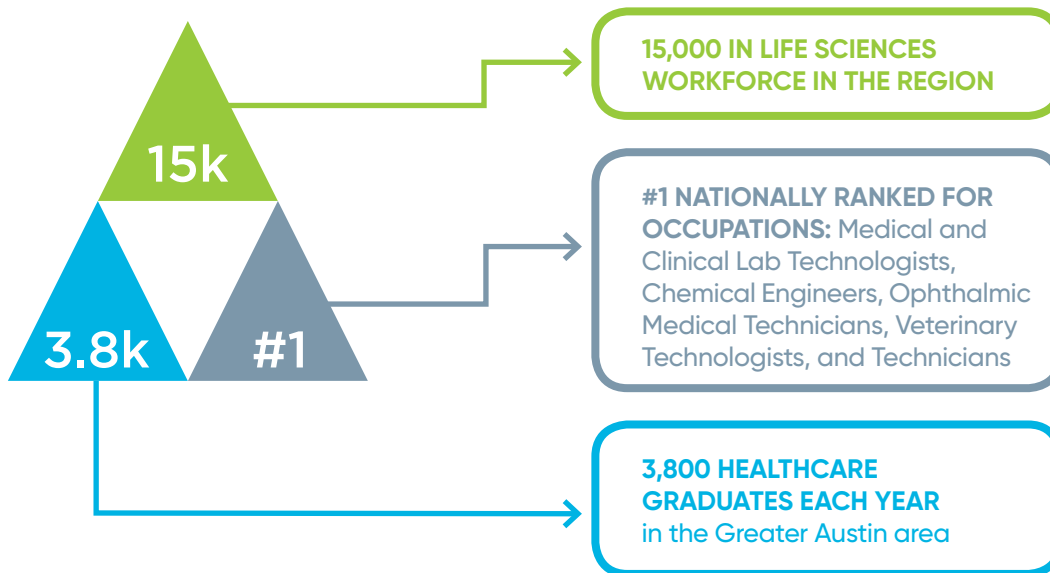 15k
3.8k
#1
15,000 IN LIFE SCIENCES
WORKFORCE IN THE REGION
#1 NATIONALLY RANKED FOR
OCCUPATIONS: Medical and
Clinical Lab Technologists,
Chemical Engineers, Ophthalmic
Medical Technicians, Veterinary
Technologists, and Technicians
3,800 HEALTHCARE
GRADUATES EACH YEAR
in the Greater Austin area